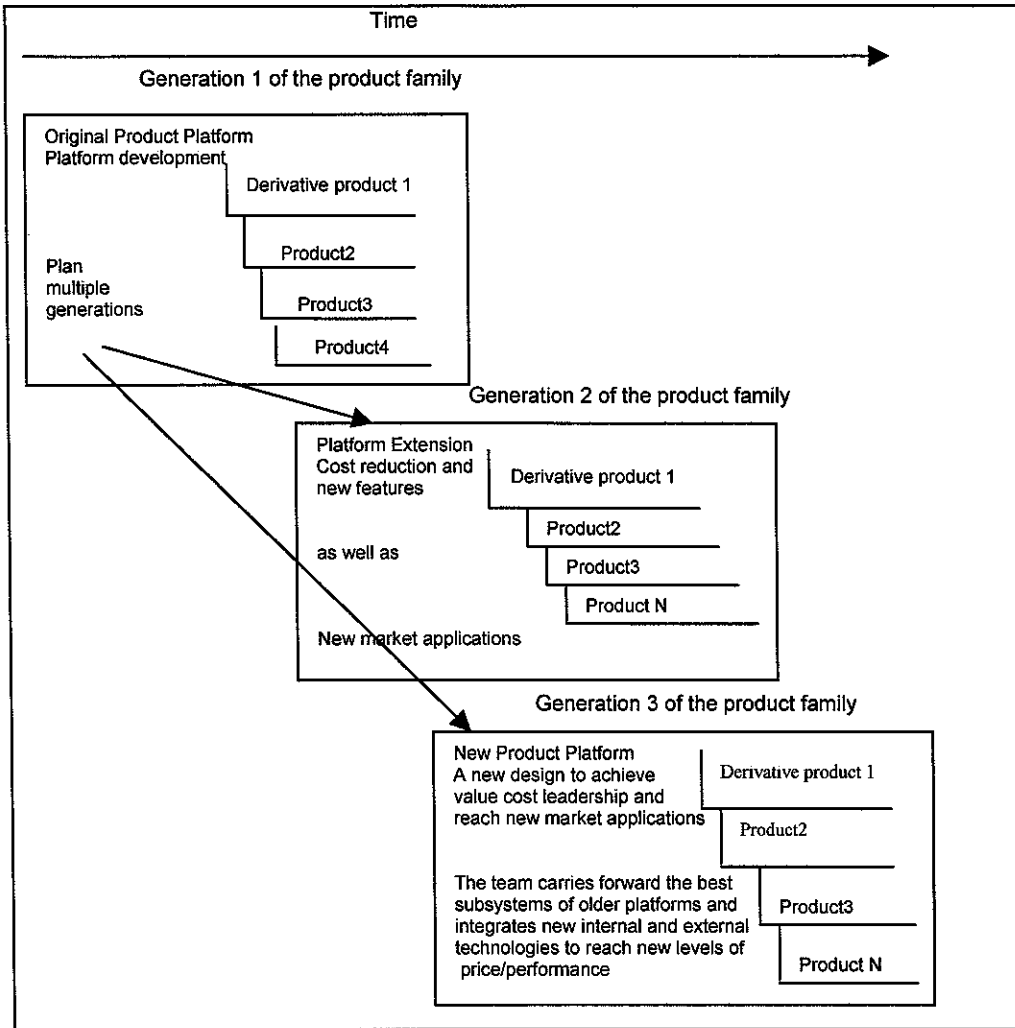 Time
Generation 1 of the product family
Original Product Platform
Platform development
Derivative product 1
Product2
Plan
multiple
generations
Product3
Product4
Generation 2 of the product family
Platform Extension
Cost reduction and
new features
Derivative product 1
Product2
as well as
Product3
Product N
New market applications
Generation 3 of the product family
New Product Platform
A new design to achieve
value cost leadership and
reach new market applications
Derivative product 1
Product2
The team carries forward the best
subsystems of older platforms and
integrates new internal and external
technologies to reach new levels of
price/performance
Product3
Product N